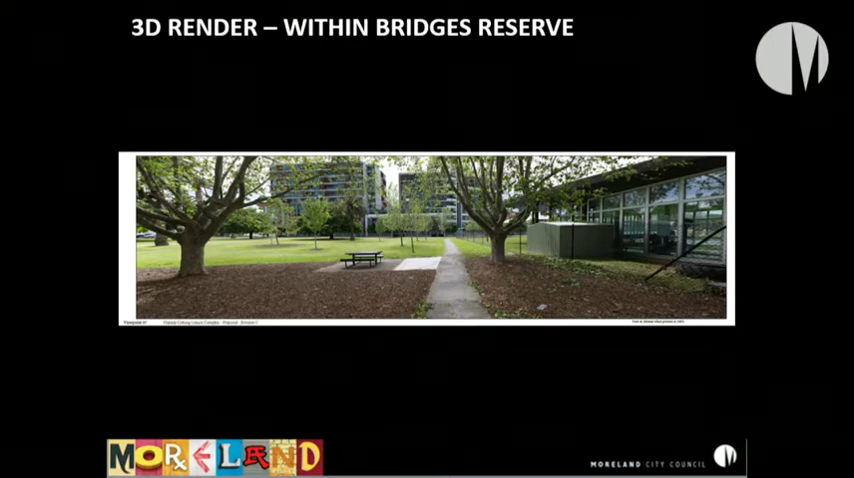 3D RENDER – WITHIN BRIDGES RESERVE
MORELAND
MORELAND CITY COUNCIL